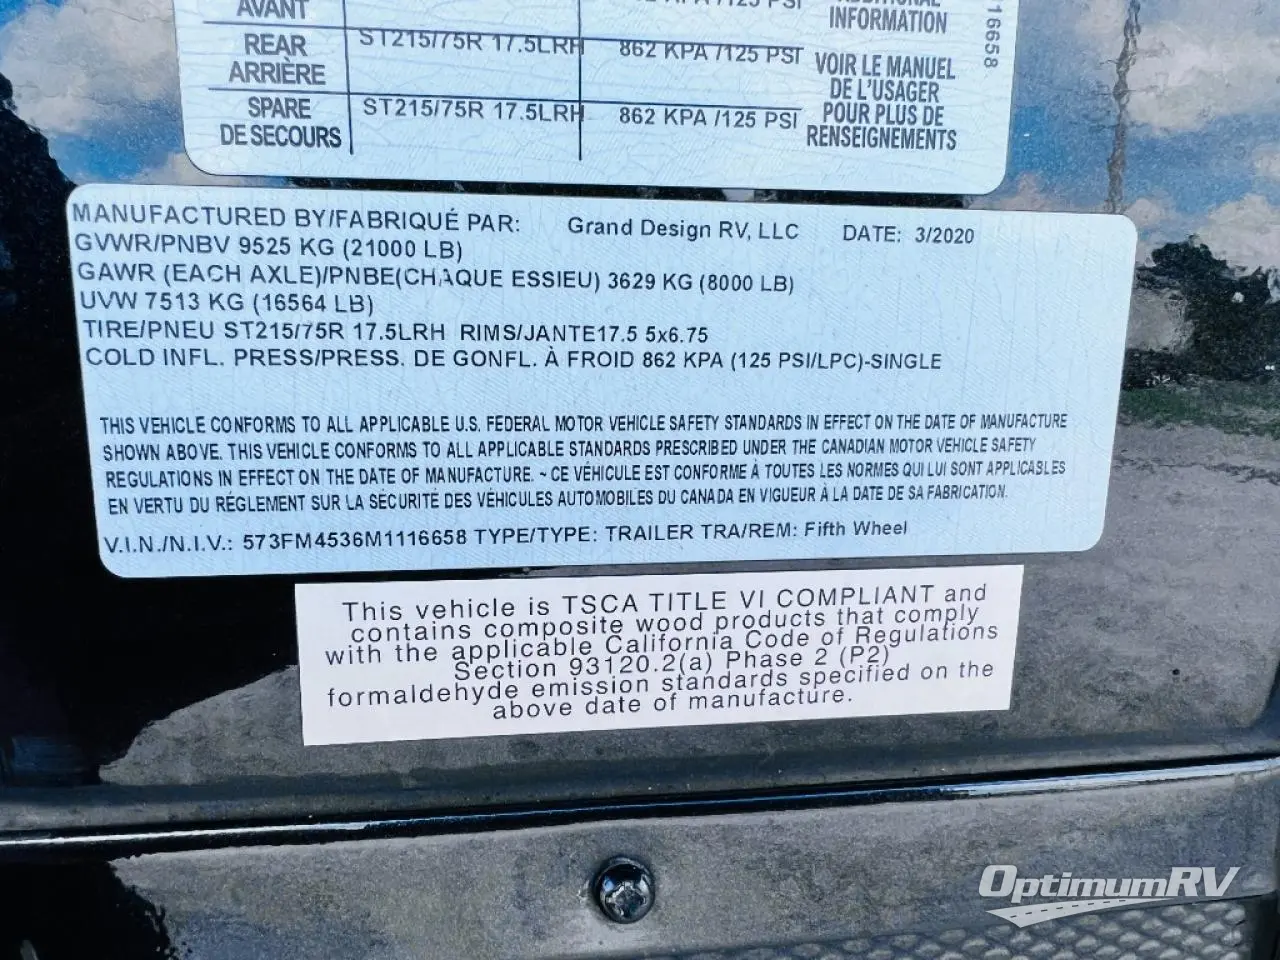 AVANT
INFORMATION
REAR
ARRIÈRE
ST215/75R 17.5LRH
862 KPA /125 PSI
VOIR LE MANUEL
DE L'USAGER
POUR PLUS DE
RENSEIGNEMENTS
SPARE
DE SECOURS
ST215/75R 17.5LRH
862 KPA /125 PSI
16658
MANUFACTURED BY/FABRIQUÉ PAR: Grand Design RV, LLC DATE: 3/2020
GVWR/PNBV 9525 KG (21000 LB)
GAWR (EACH AXLE)/PNBE(CHAQUE ESSIEU) 3629 KG (8000 LB)
UVW 7513 KG (16564 LB)
TIRE/PNEU ST215/75R 17.5LRH RIMS/JANTE17.5 5x6.75
COLD INFL. PRESS/PRESS. DE GONFL. À FROID 862 KPA (125 PSI/LPC)-SINGLE
THIS VEHICLE CONFORMS TO ALL APPLICABLE U.S. FEDERAL MOTOR VEHICLE SAFETY STANDARDS IN EFFECT ON THE DATE OF MANUFACTURE
SHOWN ABOVE. THIS VEHICLE CONFORMS TO ALL APPLICABLE STANDARDS PRESCRIBED UNDER THE CANADIAN MOTOR VEHICLE SAFETY
REGULATIONS IN EFFECT ON THE DATE OF MANUFACTURE. ~ CE VÉHICULE EST CONFORME À TOUTES LES NORMES QUI LUI SONT APPLICABLES
EN VERTU DU RÉGLEMENT SUR LA SÉCURITÉ DES VÉHICULES AUTOMOBILES DU CANADA EN VIGUEUR À LA DATE DE SA FABRICATION.
V.I.N./N.I.V.: 573FM4536M1116658 TYPE/TYPE: TRAILER TRA/REM: Fifth Wheel
This vehicle is TSCA TITLE VI COMPLIANT and
contains composite wood products that comply
with the applicable California Code of Regulations
Section 93120.2(a) Phase 2 (P2)
formaldehyde emission standards specified on the
above date of manufacture.
OptimumRV